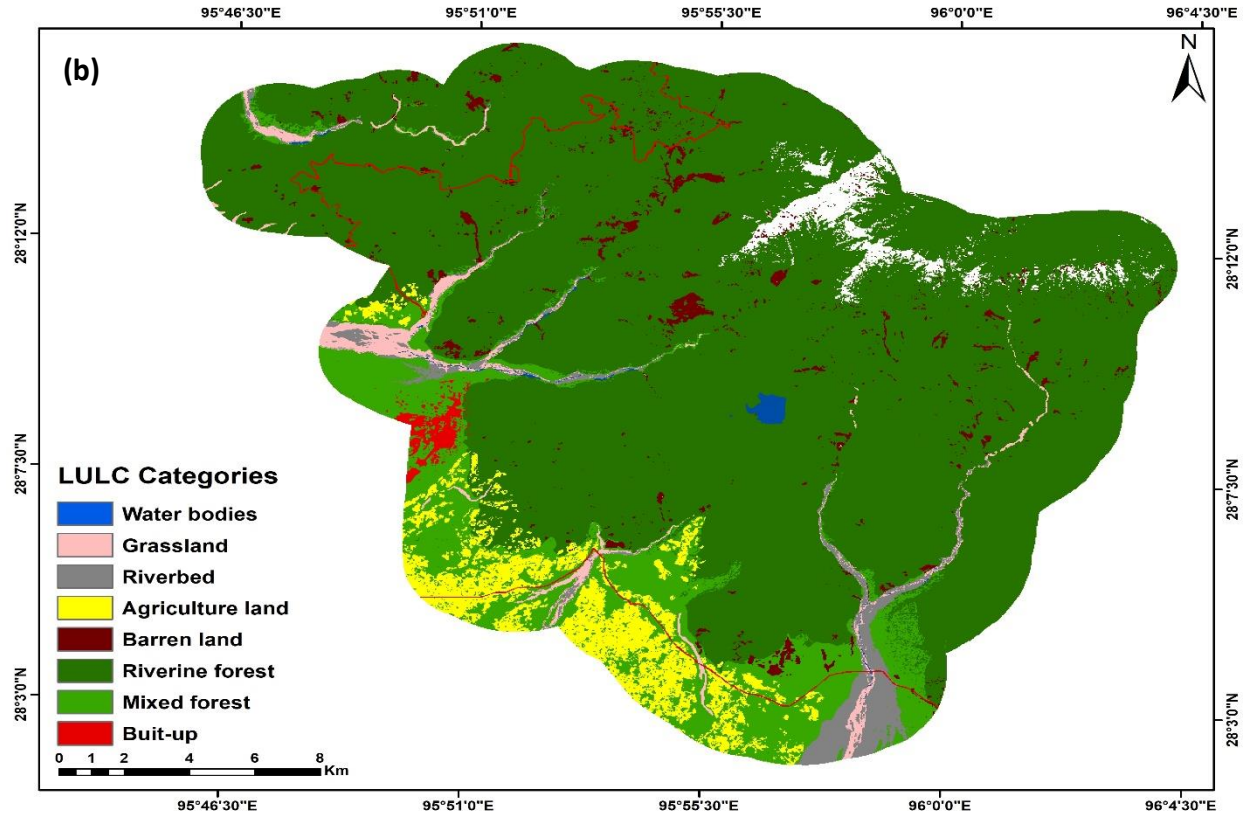 95°46'30"E 95°51'0"E 95°55'30"E 96°0'0"E 96°4'30"E
(b)
N
28°12'0"N
28°12'0"N
28°7'30"N
28°7'30"N
28°3'0"N
28°3'0"N
LULC Categories
Water bodies
Grassland
Riverbed
Agriculture land
Barren land
Riverine forest
Mixed forest
Buit-up
0 1 2 4 6 8
Km
95°46'30"E 95°51'0"E 95°55'30"E 96°0'0"E 96°4'30"E